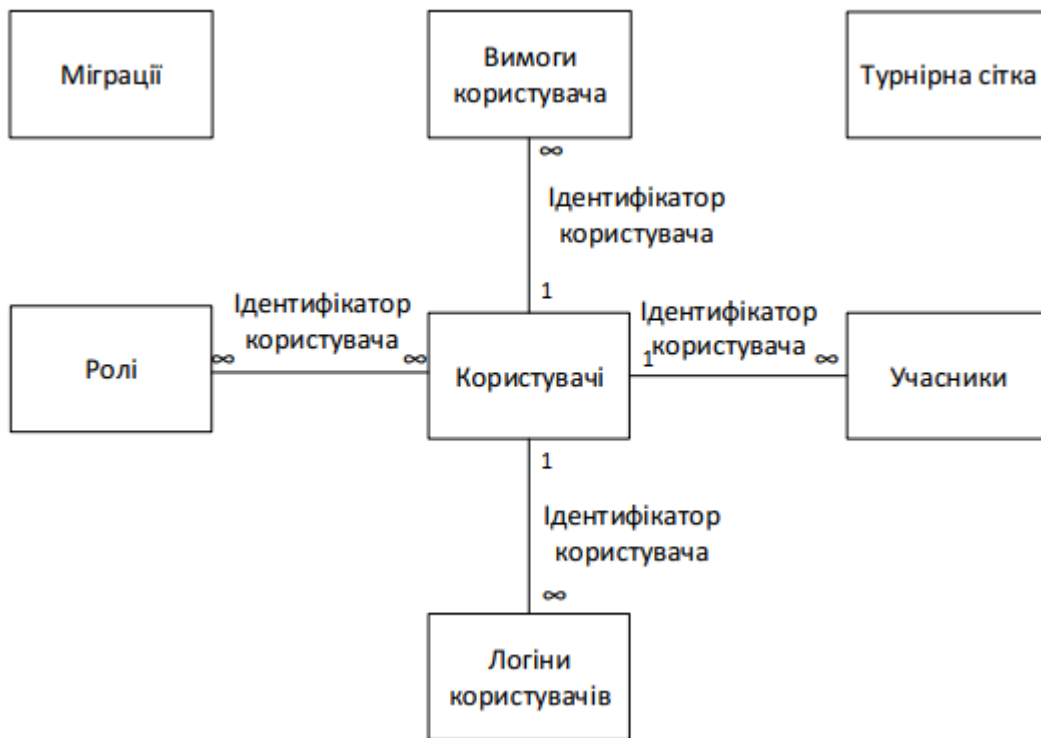 Міграції
Вимоги
користувача
Турнірна сітка
∞
Ідентифікатор
користувача
1
Ролі
Ідентифікатор
користувача
∞
∞
Користувачі
Ідентифікатор
користувача
1
∞
Учасники
1
Ідентифікатор
користувача
∞
Логіни
користувачів